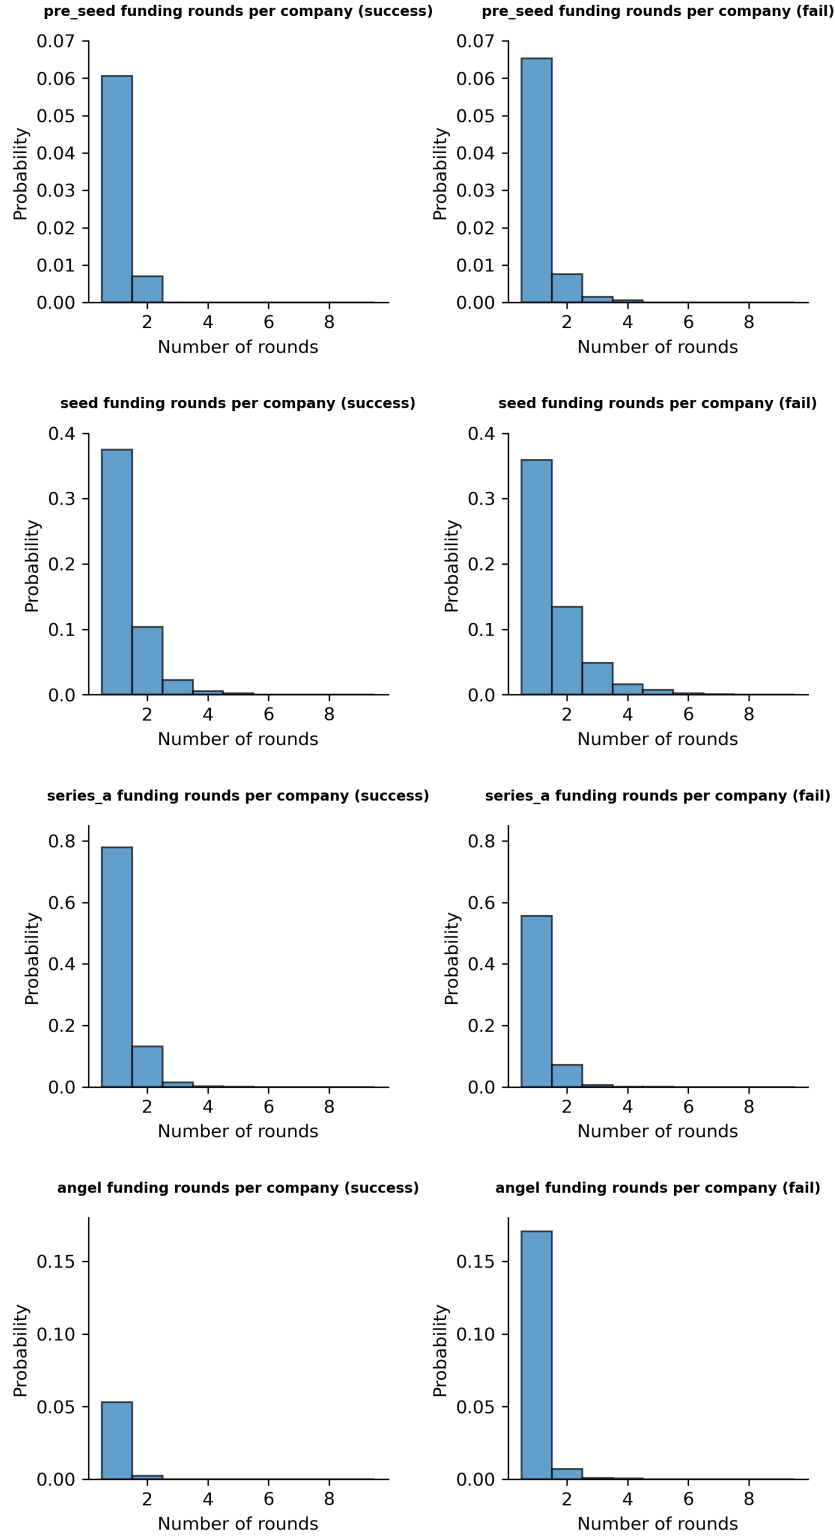 pre_seed funding rounds per company (success)
0.07
0.06
0.05
0.04
0.03
0.02
0.01
0.00
Probability
2 4 6 8
Number of rounds
pre_seed funding rounds per company (fail)
0.07
0.06
0.05
0.04
0.03
0.02
0.01
0.00
Probability
2 4 6 8
Number of rounds
seed funding rounds per company (success)
0.4
0.3
0.2
0.1
0.0
Probability
2 4 6 8
Number of rounds
seed funding rounds per company (fail)
0.4
0.3
0.2
0.1
0.0
Probability
2 4 6 8
Number of rounds
series_a funding rounds per company (success)
0.8
0.6
0.4
0.2
0.0
Probability
2 4 6 8
Number of rounds
series_a funding rounds per company (fail)
0.8
0.6
0.4
0.2
0.0
Probability
2 4 6 8
Number of rounds
angel funding rounds per company (success)
0.15
0.10
0.05
0.00
Probability
2 4 6 8
Number of rounds
angel funding rounds per company (fail)
0.15
0.10
0.05
0.00
Probability
2 4 6 8
Number of rounds